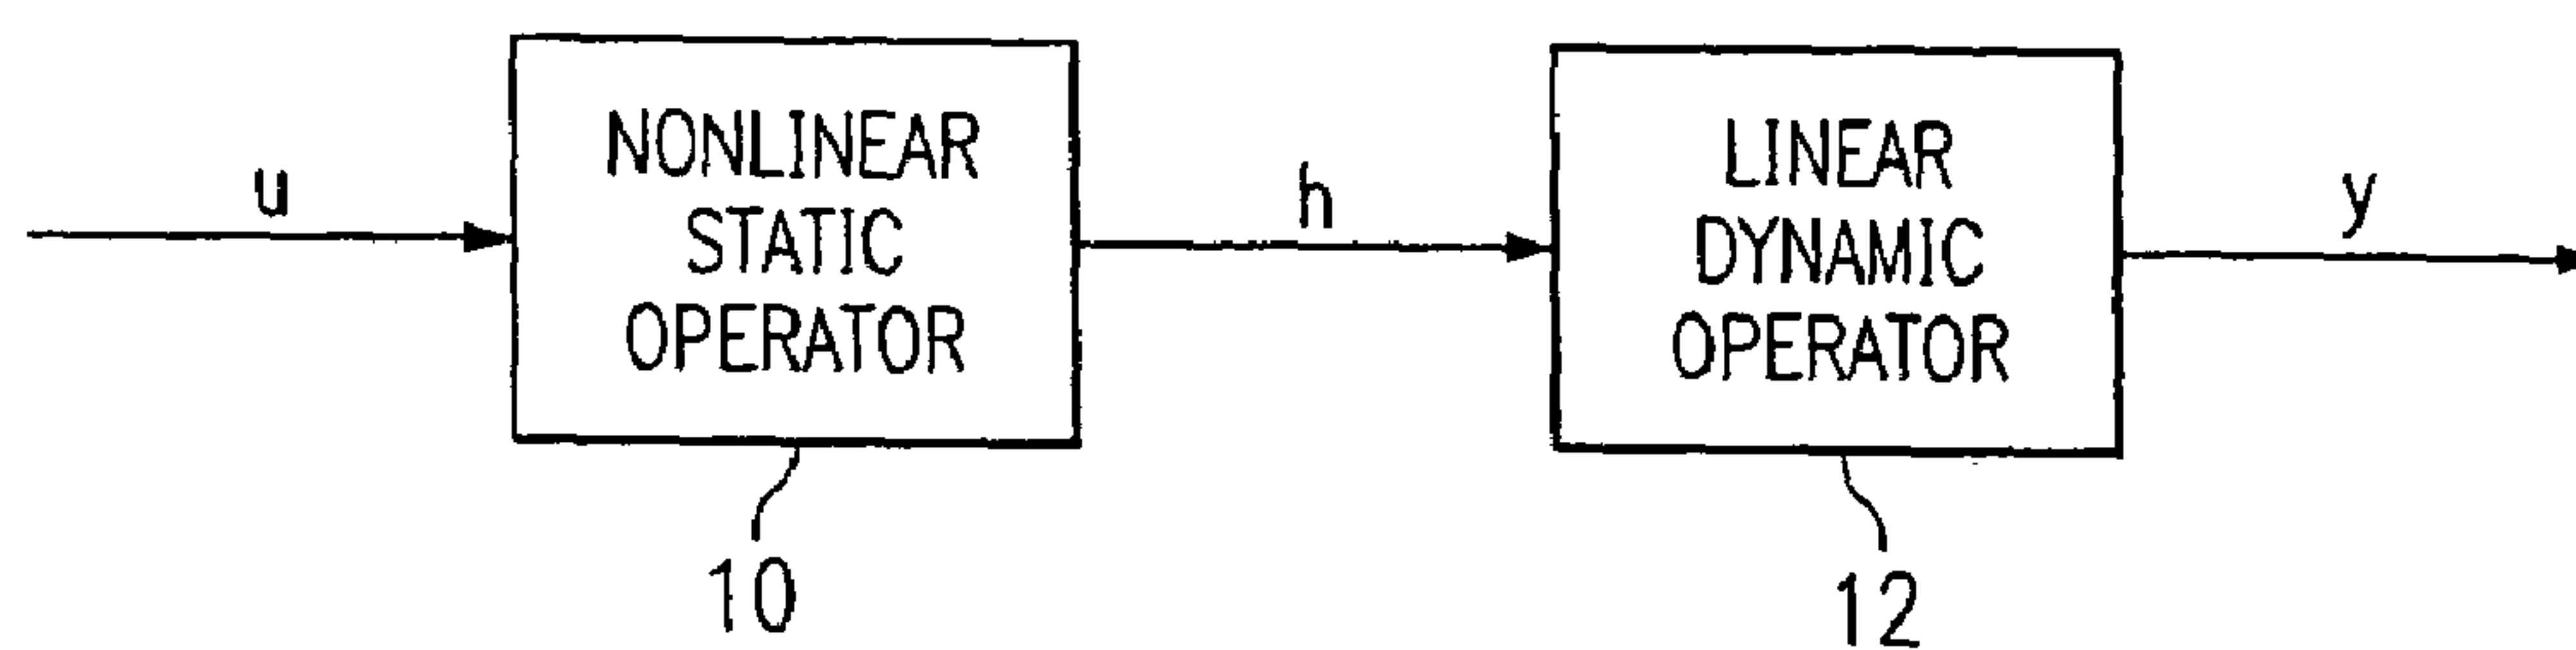 u
NONLINEAR
STATIC
OPERATOR
h
LINEAR
DYNAMIC
OPERATOR
y
10
12